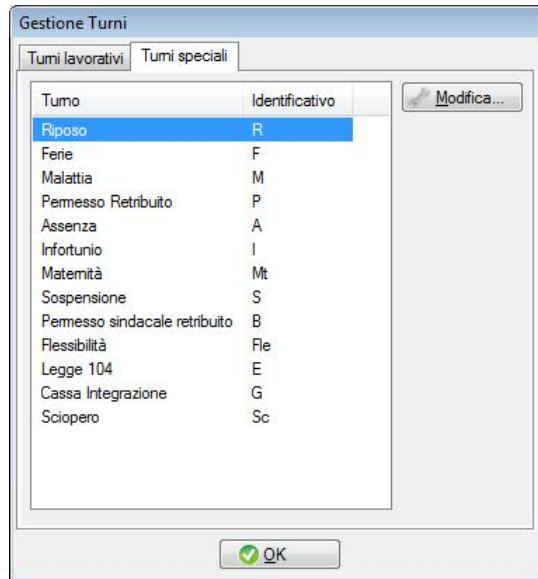 Gestione Turni
Turni lavorativi Turni speciali
Turno Identificativo Modifica...
Riposo R
Ferie F
Malattia M
Permesso Retribuito P
Assenza A
Infortunio I
Maternità Mt
Sospensione S
Permesso sindacale retribuito B
Flessibilità Fle
Legge 104 E
Cassa Integrazione G
Sciopero Sc
OK